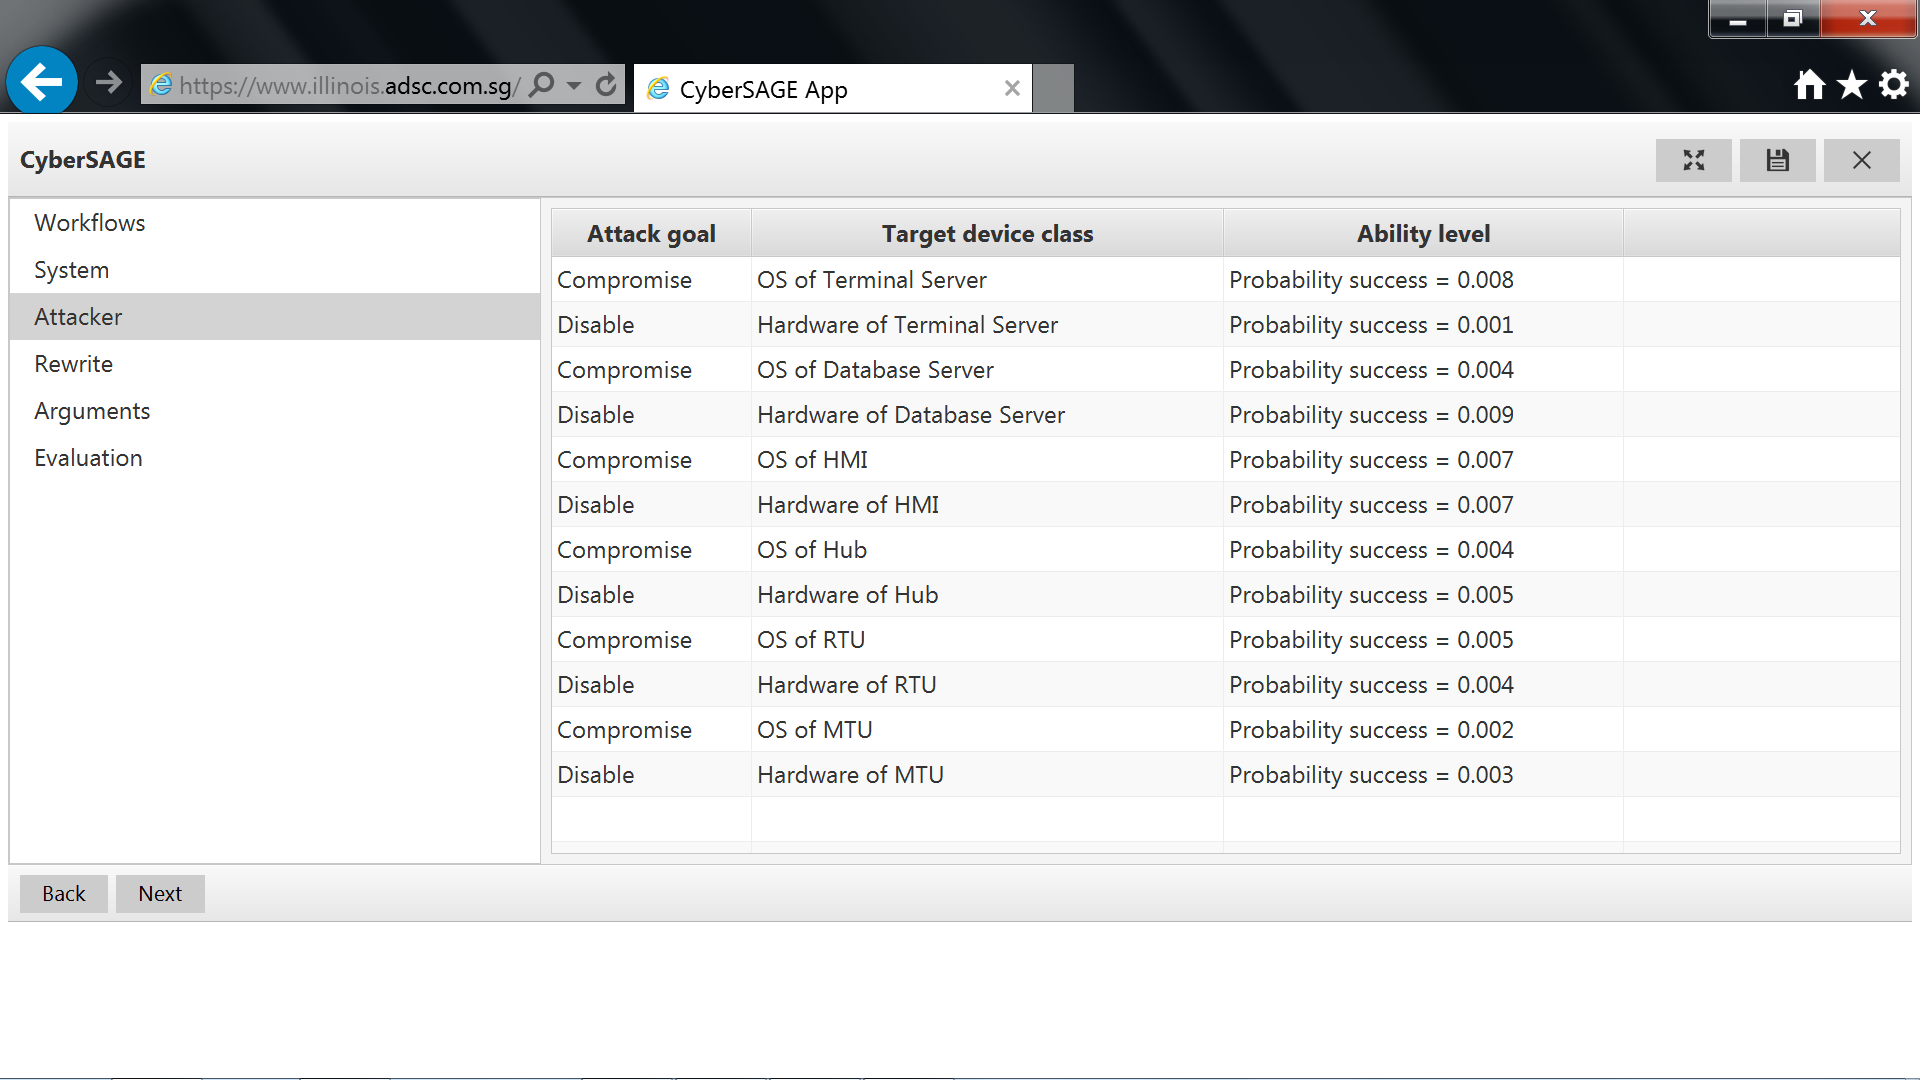 https://www.illinois.adsc.com.sg/
CyberSAGE App
CyberSAGE
Workflows
System
Attacker
Rewrite
Arguments
Evaluation
Attack goal Target device class Ability level
Compromise OS of Terminal Server Probability success = 0.008
Disable Hardware of Terminal Server Probability success = 0.001
Compromise OS of Database Server Probability success = 0.004
Disable Hardware of Database Server Probability success = 0.009
Compromise OS of HMI Probability success = 0.007
Disable Hardware of HMI Probability success = 0.007
Compromise OS of Hub Probability success = 0.004
Disable Hardware of Hub Probability success = 0.005
Compromise OS of RTU Probability success = 0.005
Disable Hardware of RTU Probability success = 0.004
Compromise OS of MTU Probability success = 0.002
Disable Hardware of MTU Probability success = 0.003
Back Next